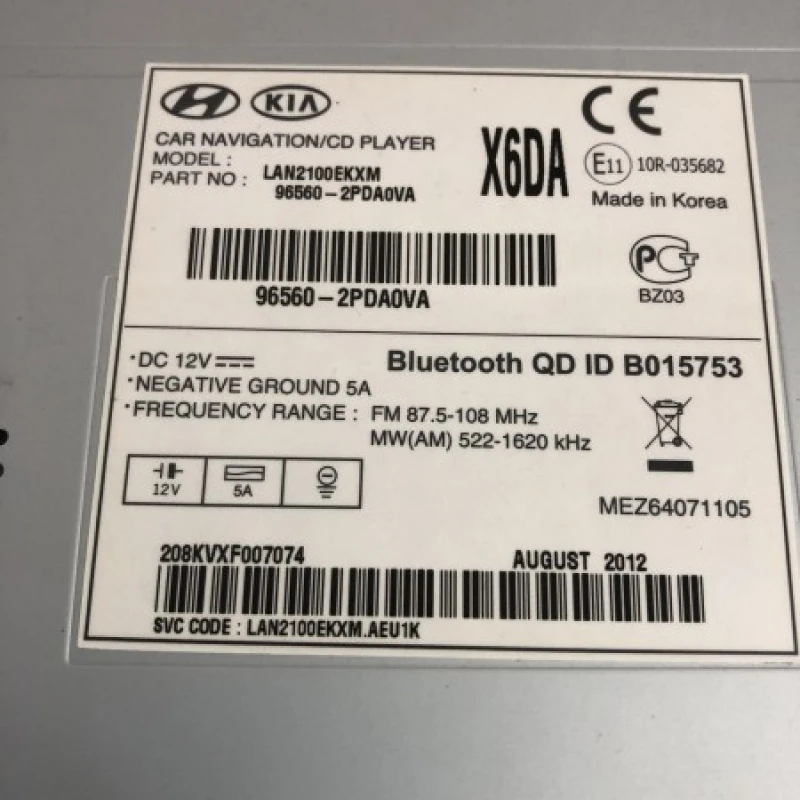 KIA
CAR NAVIGATION/CD PLAYER
MODEL : LAN2100EKXM
PART NO : 96560-2PDA0VA
X6DA
CE
E11 10R-035682
Made in Korea
96560-2PDA0VA
PCT
BZ03
·DC 12V
Bluetooth QD ID B015753
·NEGATIVE GROUND 5A
·FREQUENCY RANGE : FM 87.5-108 MHz
MW(AM) 522-1620 kHz
12V
5A
MEZ64071105
208KVXF007074
AUGUST 2012
SVC CODE : LAN2100EKXM.AEU1K